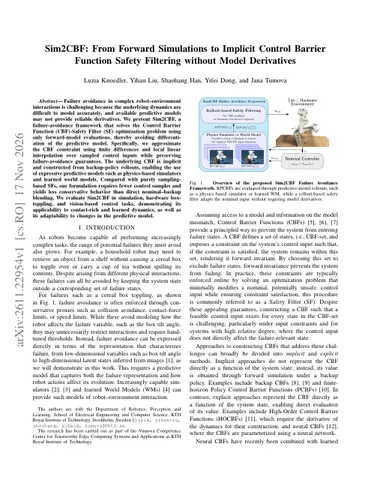 Sim2CBF: From Forward Simulations to Implicit Control Barrier
Function Safety Filtering without Model Derivatives
Luzia Knoedler, Yihan Liu, Shaohang Han, Yifei Dong, and Jana Tumova
arXiv:2611.22954v1 [cs.RO] 17 Nov 2026
Abstract—Failure avoidance in complex robot-environment
interactions is challenging because the underlying dynamics are
difficult to model accurately, and available predictive models
may not provide reliable derivatives. We present Sim2CBF, a
failure-avoidance framework that solves the Control Barrier
Function (CBF)-Safety Filter (SF) optimization problem using
only forward-model evaluations, thereby avoiding differen-
tiation of the predictive model. Specifically, we approximate
the CBF constraint using finite differences and local linear
interpolation over sampled control inputs while preserving
failure-avoidance guarantees. The underlying CBF is implicit
and constructed from backup-policy rollouts, enabling the use
of expressive predictive models such as physics-based simulators
and learned world models. Compared with purely sampling-
based SFs, our formulation requires fewer control samples and
yields less conservative behavior than direct nominal-backup
blending. We evaluate Sim2CBF in simulation, hardware box-
toppling, and vision-based control tasks, demonstrating its
applicability to contact-rich and learned dynamics, as well as
its adaptability to changes in the predictive model.
I. INTRODUCTION
As robots become capable of performing increasingly
complex tasks, the range of potential failures they must avoid
also grows. For example, a household robot may need to
retrieve an object from a shelf without causing a cereal box
to topple over or carry a cup of tea without spilling its
contents. Despite arising from different physical interactions,
these failures can all be avoided by keeping the system state
outside a corresponding set of failure states.
For failures such as a cereal box toppling, as shown
in Fig. 1, failure avoidance is often enforced through con-
servative proxies such as collision avoidance, contact-force
limits, or speed limits. While these avoid modeling how the
robot affects the failure variable, such as the box tilt angle,
they may unnecessarily restrict interactions and require hand-
tuned thresholds. Instead, failure avoidance can be expressed
directly in terms of the representation that characterizes
failure, from low-dimensional variables such as box tilt angle
to high-dimensional latent states inferred from images [1], as
we will demonstrate in this work. This requires a predictive
model that captures both the failure representation and how
robot actions affect its evolution. Increasingly capable sim-
ulators [2], [3] and learned World Models (WMs) [4] can
provide such models of robot-environment interaction.
The authors are with the Department of Robotics, Perception and
Learning, School of Electrical Engineering and Computer Science, KTH
Royal Institute of Technology, Stockholm, Sweden
The research has been carried out as part of the Vinnova Competence
Center for Trustworthy Edge Computing Systems and Applications at KTH
Royal Institute of Technology.
Nominal Controller
Fig. 1. Overview of the proposed Sim2CBF Failure Avoidance
Framework.
Assuming access to a model and information on the model
mismatch, Control Barrier Functions (CBFs) [5], [6], [7]
provide a principled way to prevent the system from entering
failure states. A CBF defines a set of states, i.e., CBF-set, and
imposes a constraint on the system's control input such that,
if the constraint is satisfied, the system remains within this
set, rendering it forward invariant. By choosing this set to
exclude failure states, forward invariance prevents the system
from failing. In practice, these constraints are typically
enforced online by solving an optimization problem that
minimally modifies a nominal, potentially unsafe, control
input while ensuring constraint satisfaction; this procedure
is commonly referred to as a Safety Filter (SF). Despite
these appealing guarantees, constructing a CBF such that a
feasible control input exists for every state in the CBF-set
is challenging, particularly under input constraints and for
systems with high relative degree, where the control input
does not directly affect the failure-relevant state.
Approaches to constructing CBFs that address these chal-
lenges can be broadly divided into implicit and explicit
methods. Implicit approaches do not represent the CBF
directly as a function of the system state; instead, its value
is obtained through forward simulation under a backup
policy. Examples include backup CBFs [8], [9] and finite-
horizon Policy Control Barrier Functions (PCBFs) [10]. In
contrast, explicit approaches represent the CBF directly as
a function of the system state, enabling direct evaluation
of its value. Examples include High-Order Control Barrier
Functions (HOCBFs) [11], which require the derivative of
the dynamics for their construction, and neural CBFs [12],
where the CBFs are parameterized using a neural network.
Neural CBFs have recently been combined with learned